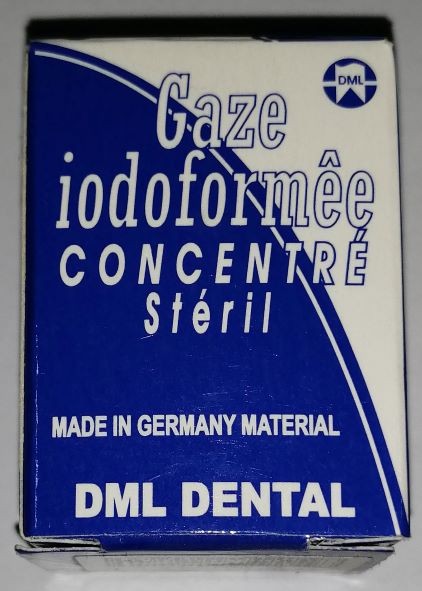 DML
Gaze
iodoformêe
CONCENTRÉ
Stéril
MADE IN GERMANY MATERIAL
DML DENTAL